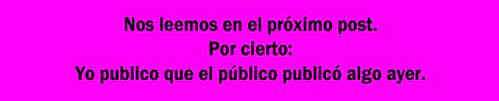 Nos leemos en el próximo post.
Por cierto:
Yo publico que el público publicó algo ayer.